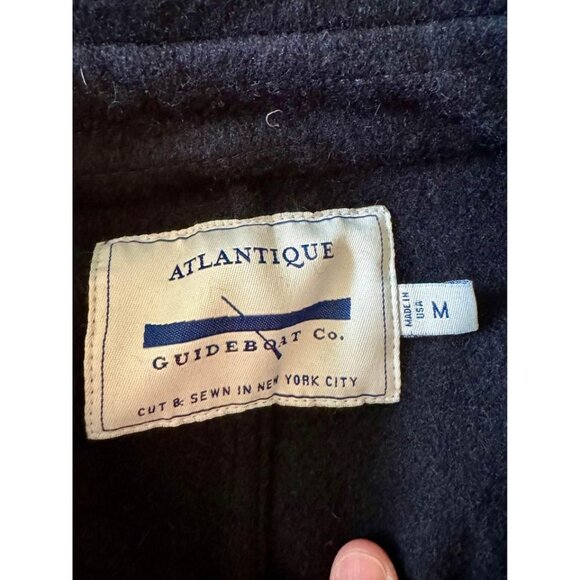 ATLANTIQUE
GUIDEBOAT Co.
CUT & SEWN IN NEW YORK CITY
MADE IN
USA
M